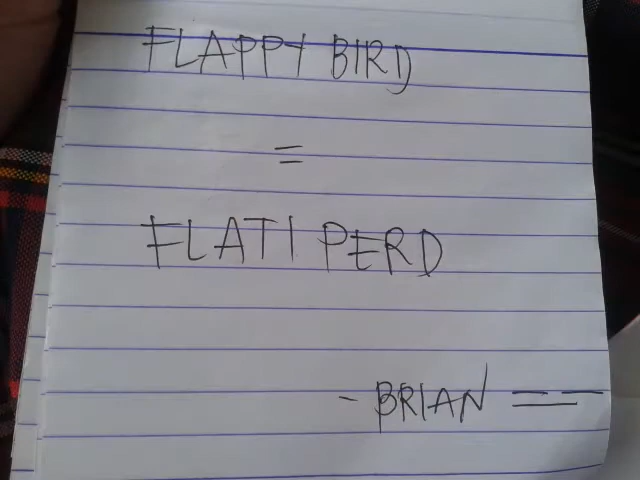 FLAPPY BIRD
=
FLATI PERD
- BRIAN ==